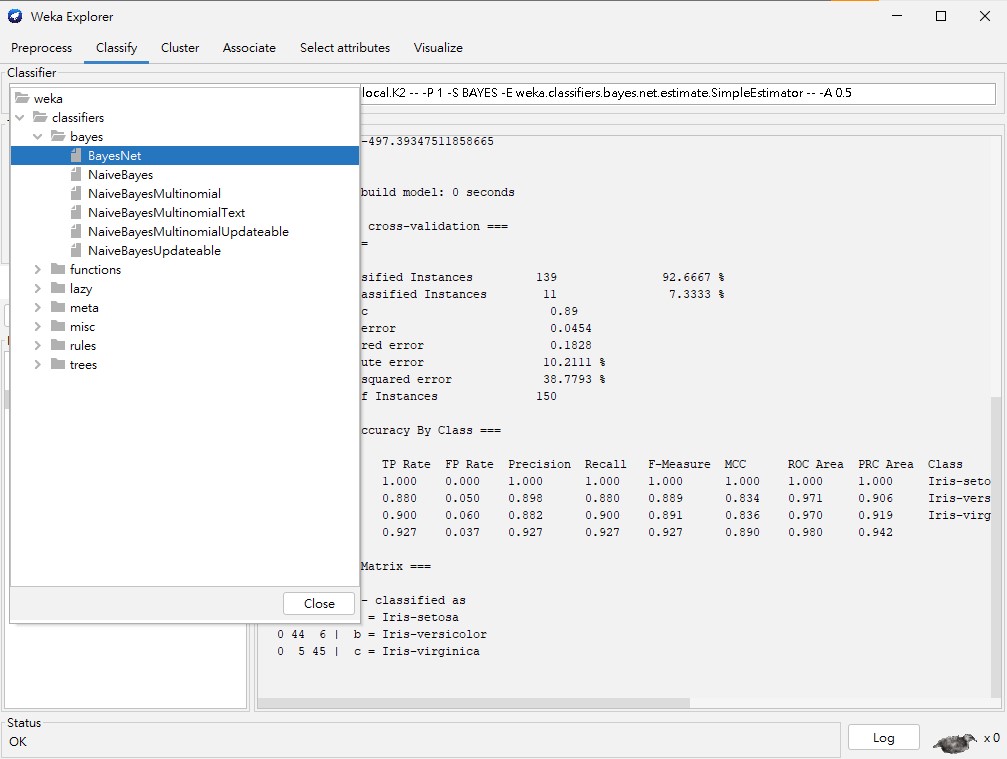 Weka Explorer
Preprocess Classify Cluster Associate Select attributes Visualize
Classifier
local.K2 -- -P 1 -S BAYES -E weka.classifiers.bayes.net.estimate.SimpleEstimator -- -A 0.5
weka
classifiers
bayes
BayesNet
NaiveBayes
NaiveBayesMultinomial
NaiveBayesMultinomialText
NaiveBayesMultinomialUpdateable
NaiveBayesUpdateable
functions
lazy
meta
misc
rules
trees
Close
-497.39347511858665
build model: 0 seconds
cross-validation ===
=
sified Instances 139 92.6667 %
assified Instances 11 7.3333 %
c 0.89
error 0.0454
red error 0.1828
ute error 10.2111 %
squared error 38.7793 %
f Instances 150
ccuracy By Class ===
TP Rate FP Rate Precision Recall F-Measure MCC ROC Area PRC Area Class
1.000 0.000 1.000 1.000 1.000 1.000 1.000 1.000 Iris-seto
0.880 0.050 0.898 0.880 0.889 0.834 0.971 0.906 Iris-vers
0.900 0.060 0.882 0.900 0.891 0.836 0.970 0.919 Iris-virg
0.927 0.037 0.927 0.927 0.927 0.890 0.980 0.942
Matrix ===
- classified as
= Iris-setosa
0 44 6 | b = Iris-versicolor
0 5 45 | c = Iris-virginica
Status
OK
Log
x 0